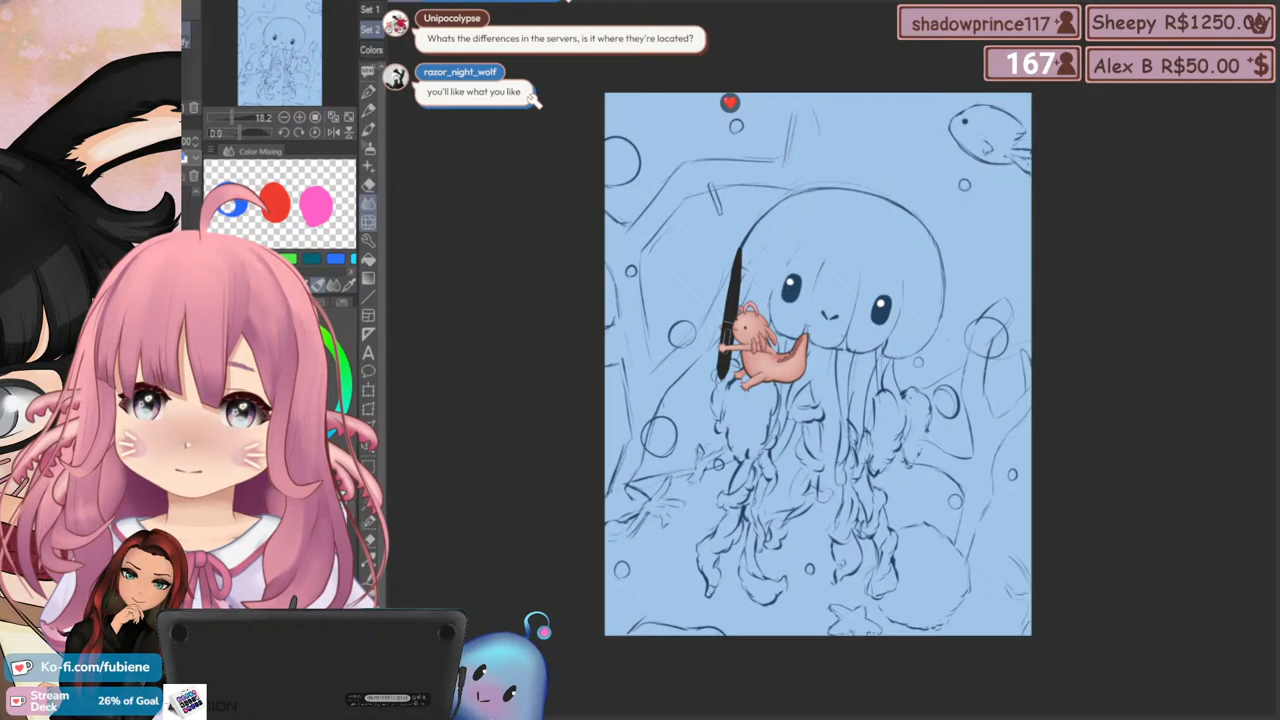 Set 1
Set 2
Colors
Unipocolypse
Whats the differences in the servers, is it where they're located?
razor_night_wolf
you'll like what you like
shadowprince117
Sheepy R$1250.00
167
Alex B R$50.00
18.2
0.0
Color Mixing
Ko-fi.com/fubiene
Stream
Deck
26% of Goal